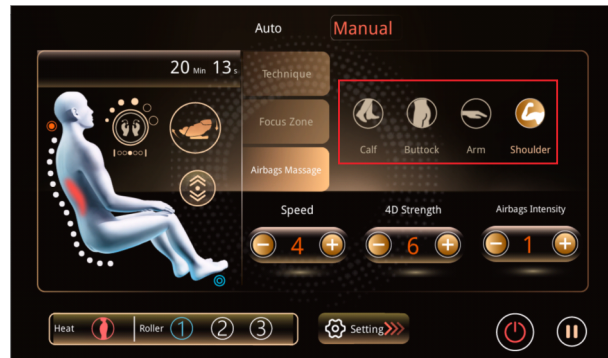 Auto Manual
20 Min 13 s
Technique
Focus Zone
Airbags Massage
Calf Buttock Arm Shoulder
Speed 4D Strength Airbags Intensity
4 6 1
Heat Roller 1 2 3 Setting